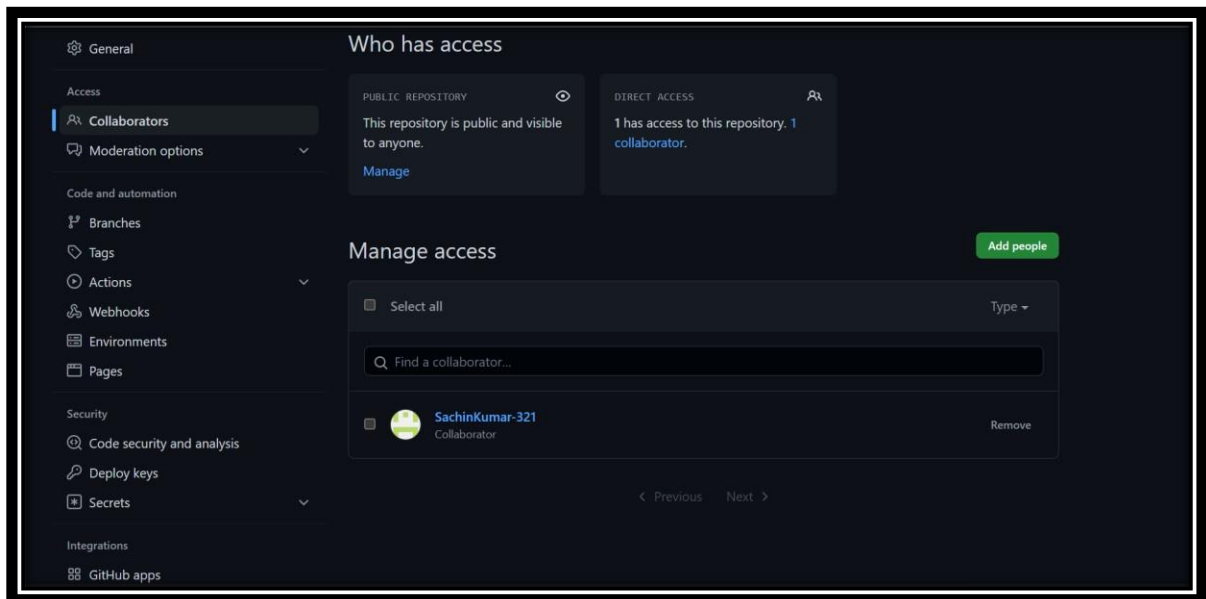 General
Access
Collaborators
Moderation options
Code and automation
Branches
Tags
Actions
Webhooks
Environments
Pages
Security
Code security and analysis
Deploy keys
Secrets
Integrations
GitHub apps
Who has access
PUBLIC REPOSITORY
This repository is public and visible
to anyone.
Manage
DIRECT ACCESS
1 has access to this repository. 1
collaborator.
Manage access
Add people
Select all
Type
Find a collaborator...
SachinKumar-321
Collaborator
Remove
Previous Next